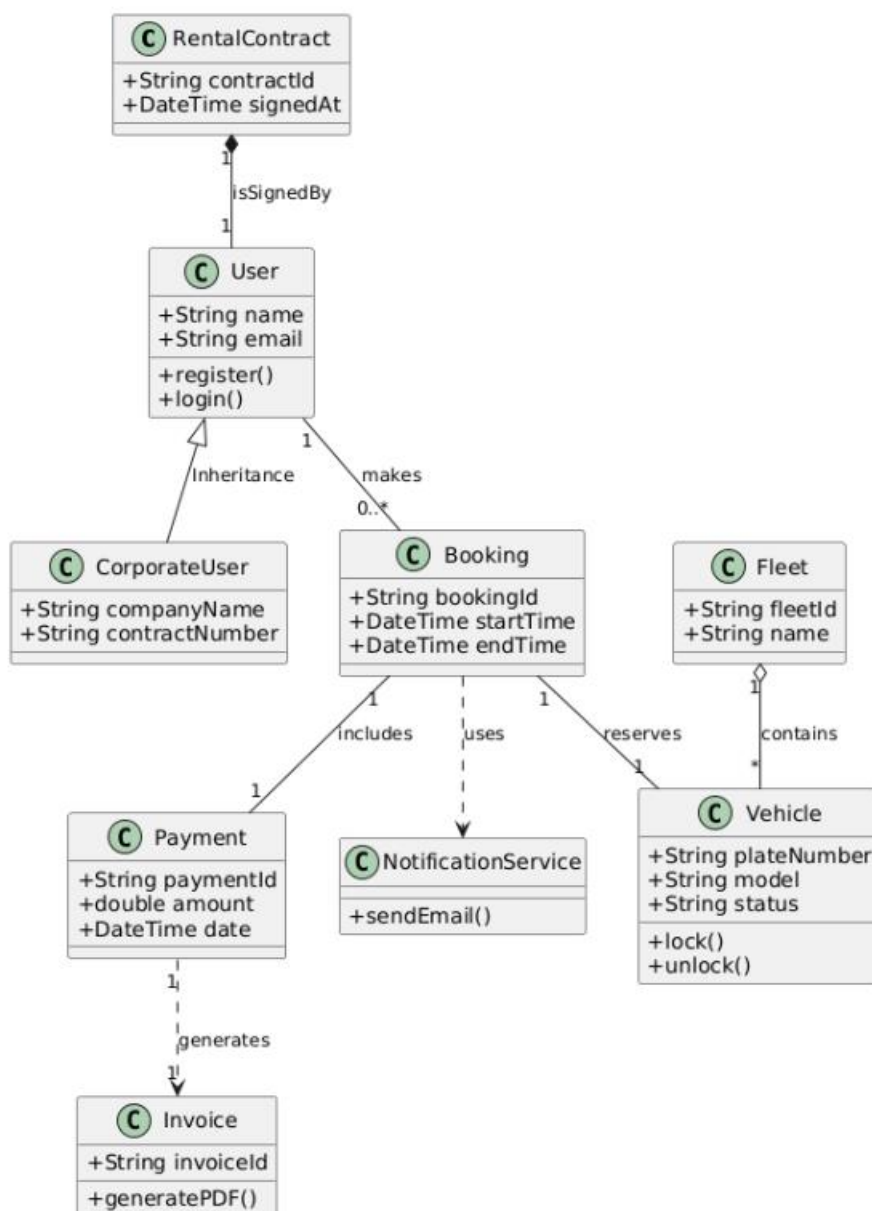 C RentalContract
+String contractId
+DateTime signedAt
1
isSignedBy
1
C User
+String name
+String email
+register()
+login()
1
Inheritance
makes
0..*
C CorporateUser
+String companyName
+String contractNumber
C Booking
+String bookingId
+DateTime startTime
+DateTime endTime
C Fleet
+String fleetId
+String name
1
1
1
includes
uses
reserves
contains
1
1
*
C Payment
+String paymentId
+double amount
+DateTime date
C NotificationService
+sendEmail()
C Vehicle
+String plateNumber
+String model
+String status
+lock()
+unlock()
1
generates
1
C Invoice
+String invoiceId
+generatePDF()